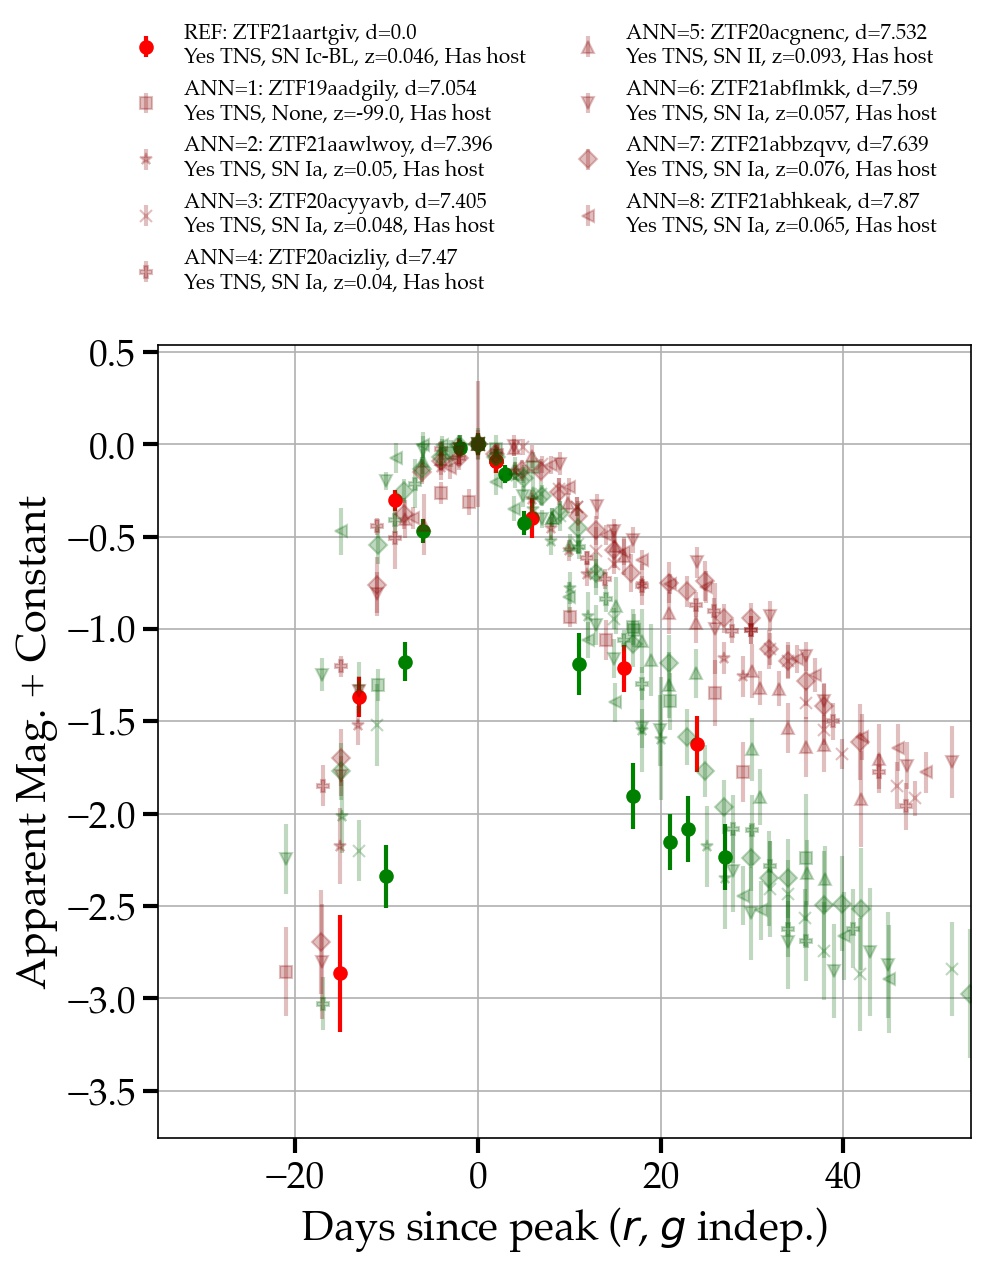 REF: ZTF21aartgiv, d=0.0
Yes TNS, SN Ic-BL, z=0.046, Has host
ANN=1: ZTF19aadgily, d=7.054
Yes TNS, None, z=-99.0, Has host
ANN=2: ZTF21aawlwoy, d=7.396
Yes TNS, SN Ia, z=0.05, Has host
ANN=3: ZTF20acyyavb, d=7.405
Yes TNS, SN Ia, z=0.048, Has host
ANN=4: ZTF20acizliy, d=7.47
Yes TNS, SN Ia, z=0.04, Has host
ANN=5: ZTF20acgnenc, d=7.532
Yes TNS, SN II, z=0.093, Has host
ANN=6: ZTF21abflmkk, d=7.59
Yes TNS, SN Ia, z=0.057, Has host
ANN=7: ZTF21abbzqvv, d=7.639
Yes TNS, SN Ia, z=0.076, Has host
ANN=8: ZTF21abhkeak, d=7.87
Yes TNS, SN Ia, z=0.065, Has host
Apparent Mag. + Constant
0.5
0.0
−0.5
−1.0
−1.5
−2.0
−2.5
−3.0
−3.5
−20 0 20 40
Days since peak (r, g indep.)